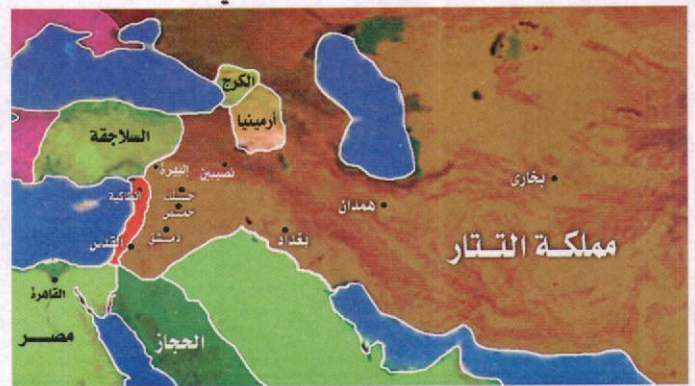 الكرج
أرمينيا
السلاجقة
البيرة
نصيبين
أنطاكية
حلب
حمص
دمشق
القدس
بغداد
همدان
بخارى
مملكة التتار
القاهرة
مصر
الحجاز